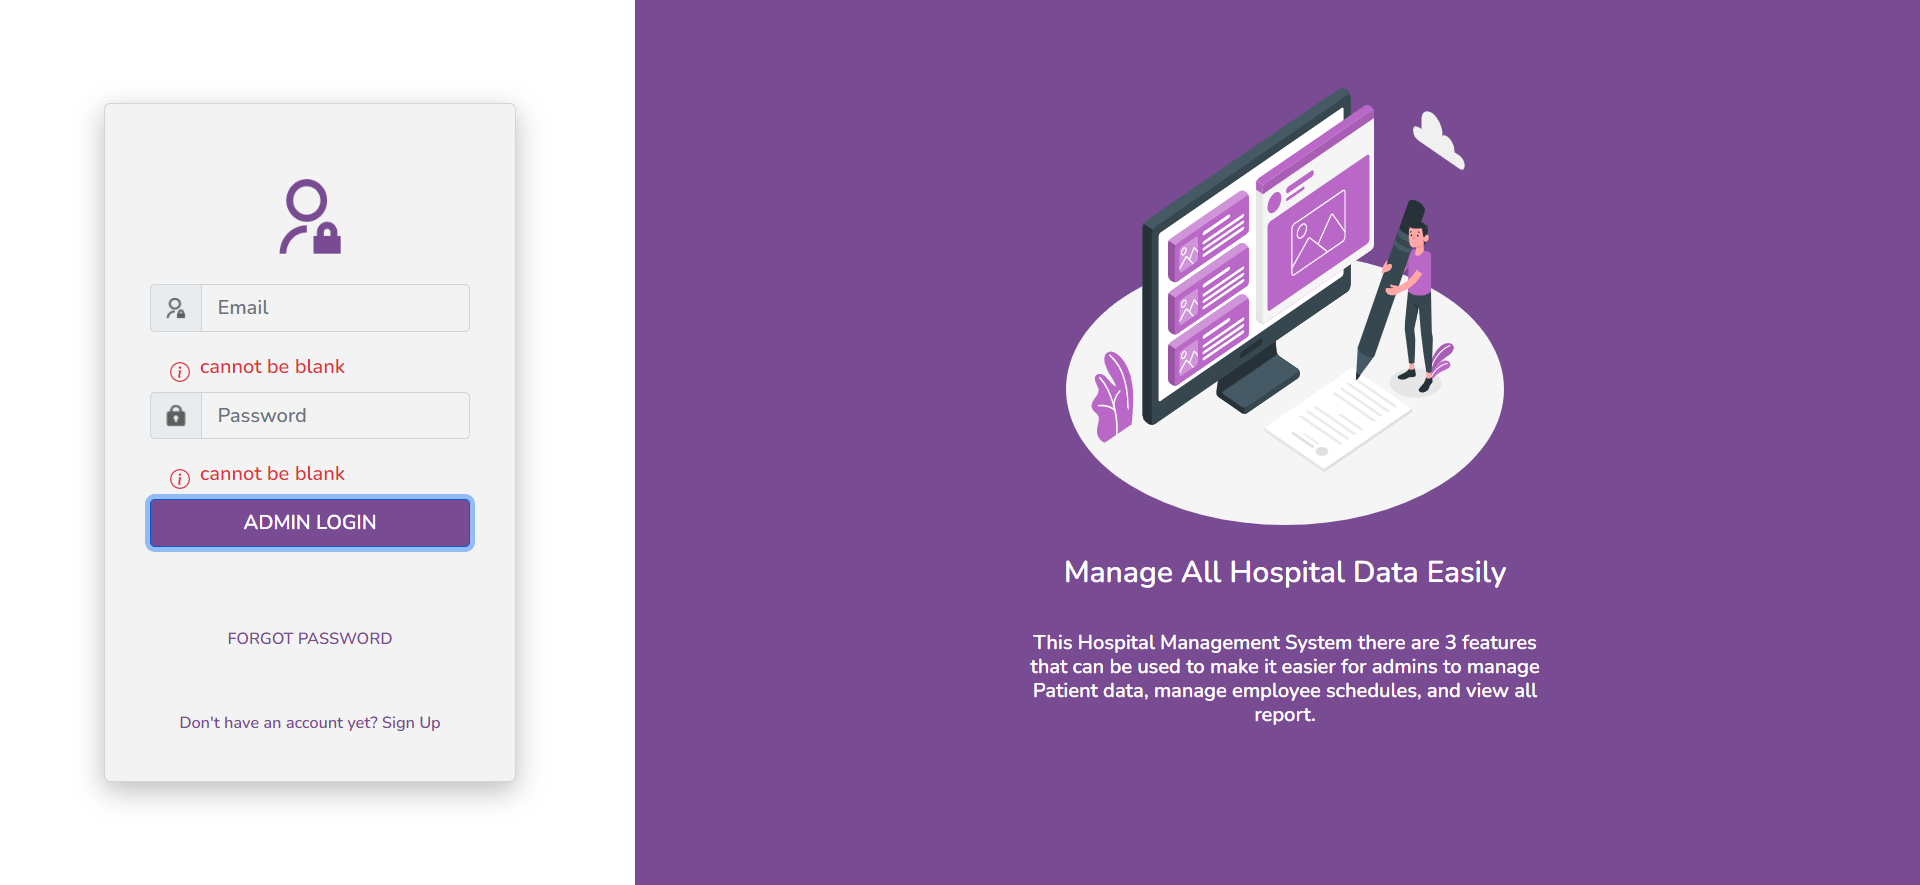 Email
cannot be blank
Password
cannot be blank
ADMIN LOGIN
FORGOT PASSWORD
Don't have an account yet? Sign Up
Manage All Hospital Data Easily
This Hospital Management System there are 3 features
that can be used to make it easier for admins to manage
Patient data, manage employee schedules, and view all
report.